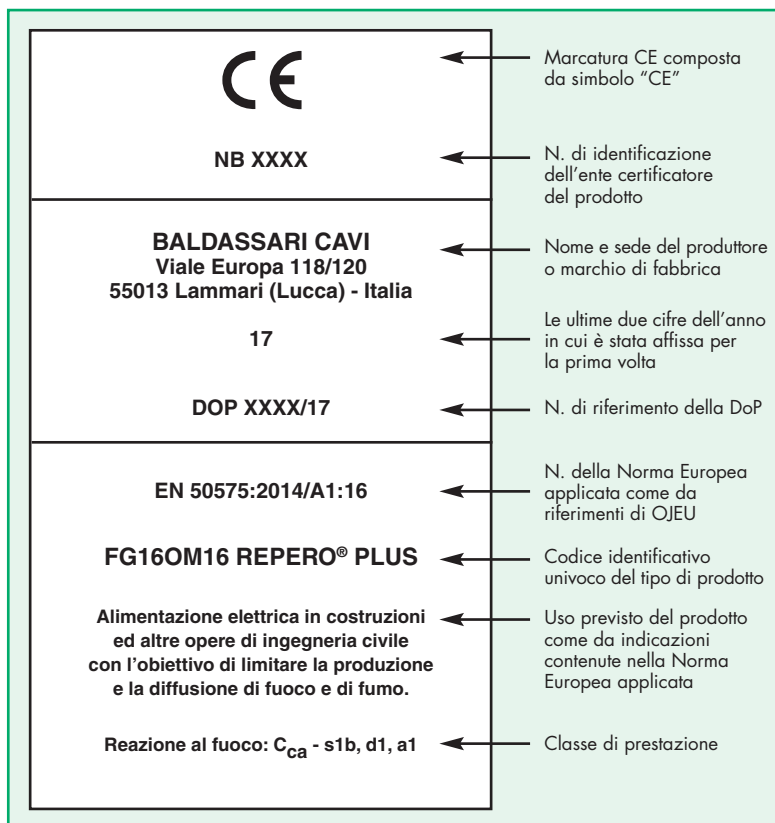 CE
Marcatura CE composta
da simbolo “CE”
NB XXXX
N. di identificazione
dell’ente certificatore
del prodotto
BALDASSARI CAVI
Viale Europa 118/120
55013 Lammari (Lucca) - Italia
Nome e sede del produttore
o marchio di fabbrica
17
Le ultime due cifre dell’anno
in cui è stata affissa per
la prima volta
DOP XXXX/17
N. di riferimento della DoP
EN 50575:2014/A1:16
N. della Norma Europea
applicata come da
riferimenti di OJEU
FG16OM16 REPERO® PLUS
Codice identificativo
univoco del tipo di prodotto
Alimentazione elettrica in costruzioni
ed altre opere di ingegneria civile
con l’obiettivo di limitare la produzione
e la diffusione di fuoco e di fumo.
Uso previsto del prodotto
come da indicazioni
contenute nella Norma
Europea applicata
Reazione al fuoco: Cca - s1b, d1, a1
Classe di prestazione